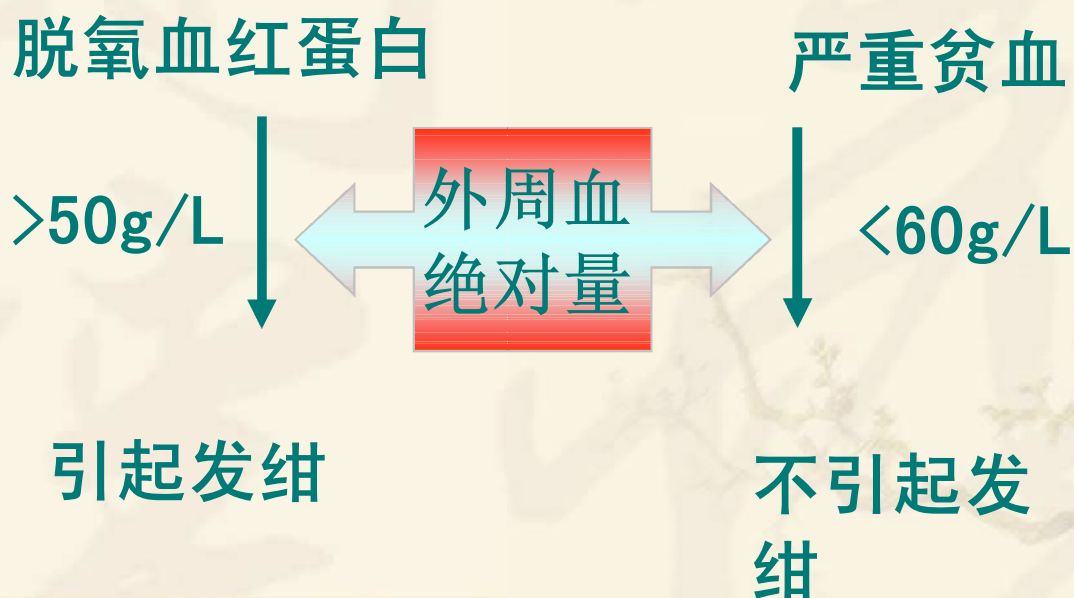 脱氧血红蛋白
>50g/L
引起发绀
外周血
绝对量
严重贫血
<60g/L
不引起发
绀